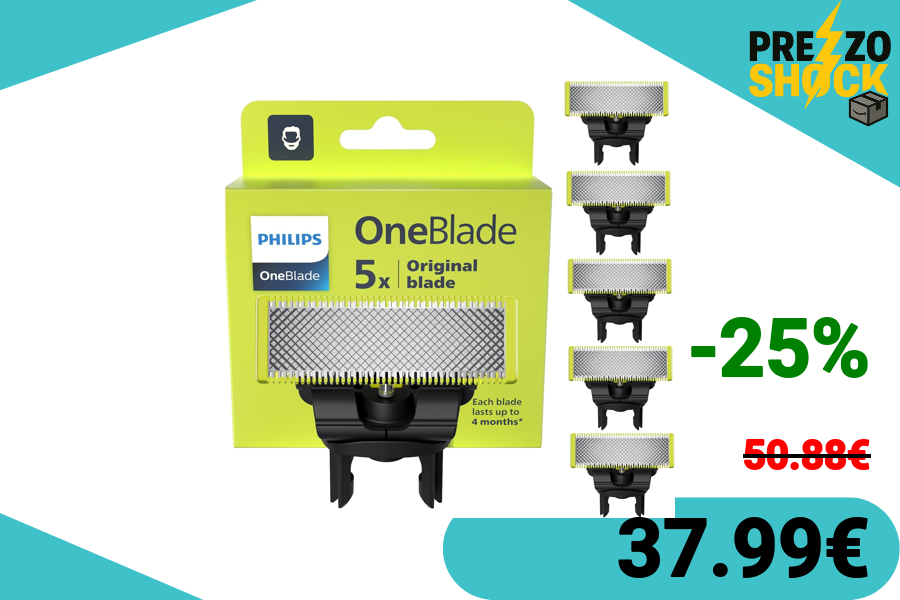 PREZZO
SHOCK
PHILIPS
OneBlade
OneBlade
5x
Original
blade
Each blade
lasts up to
4 months*
-25%
50.88€
37.99€